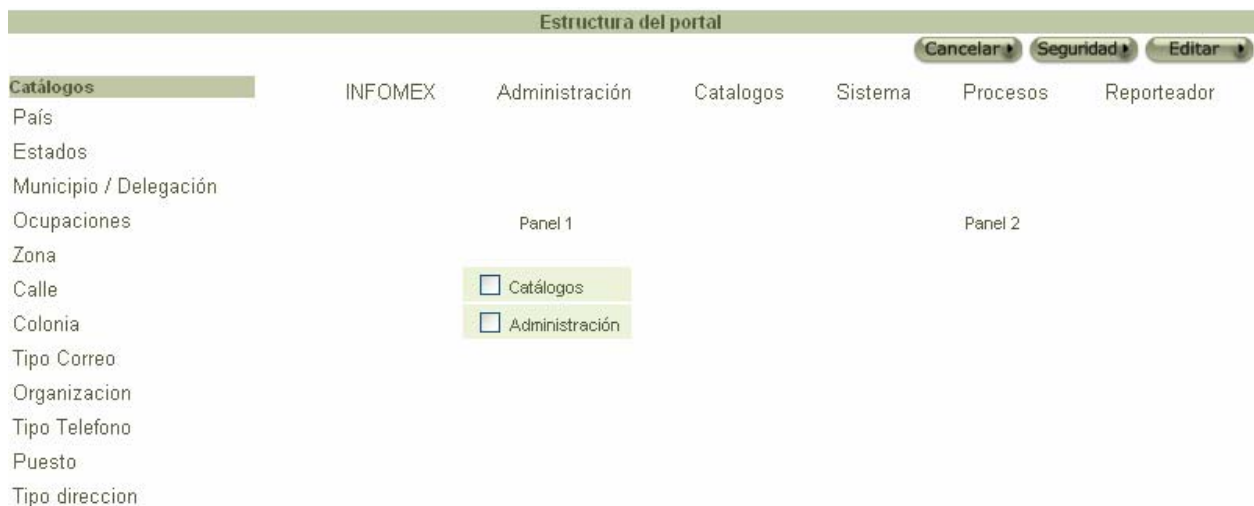 Estructura del portal
Cancelar Seguridad Editar
Catálogos
INFOMEX Administración Catalogos Sistema Procesos Reporteador
País
Estados
Municipio / Delegación
Ocupaciones
Panel 1 Panel 2
Zona
Calle
Catálogos
Colonia
Administración
Tipo Correo
Organizacion
Tipo Telefono
Puesto
Tipo direccion